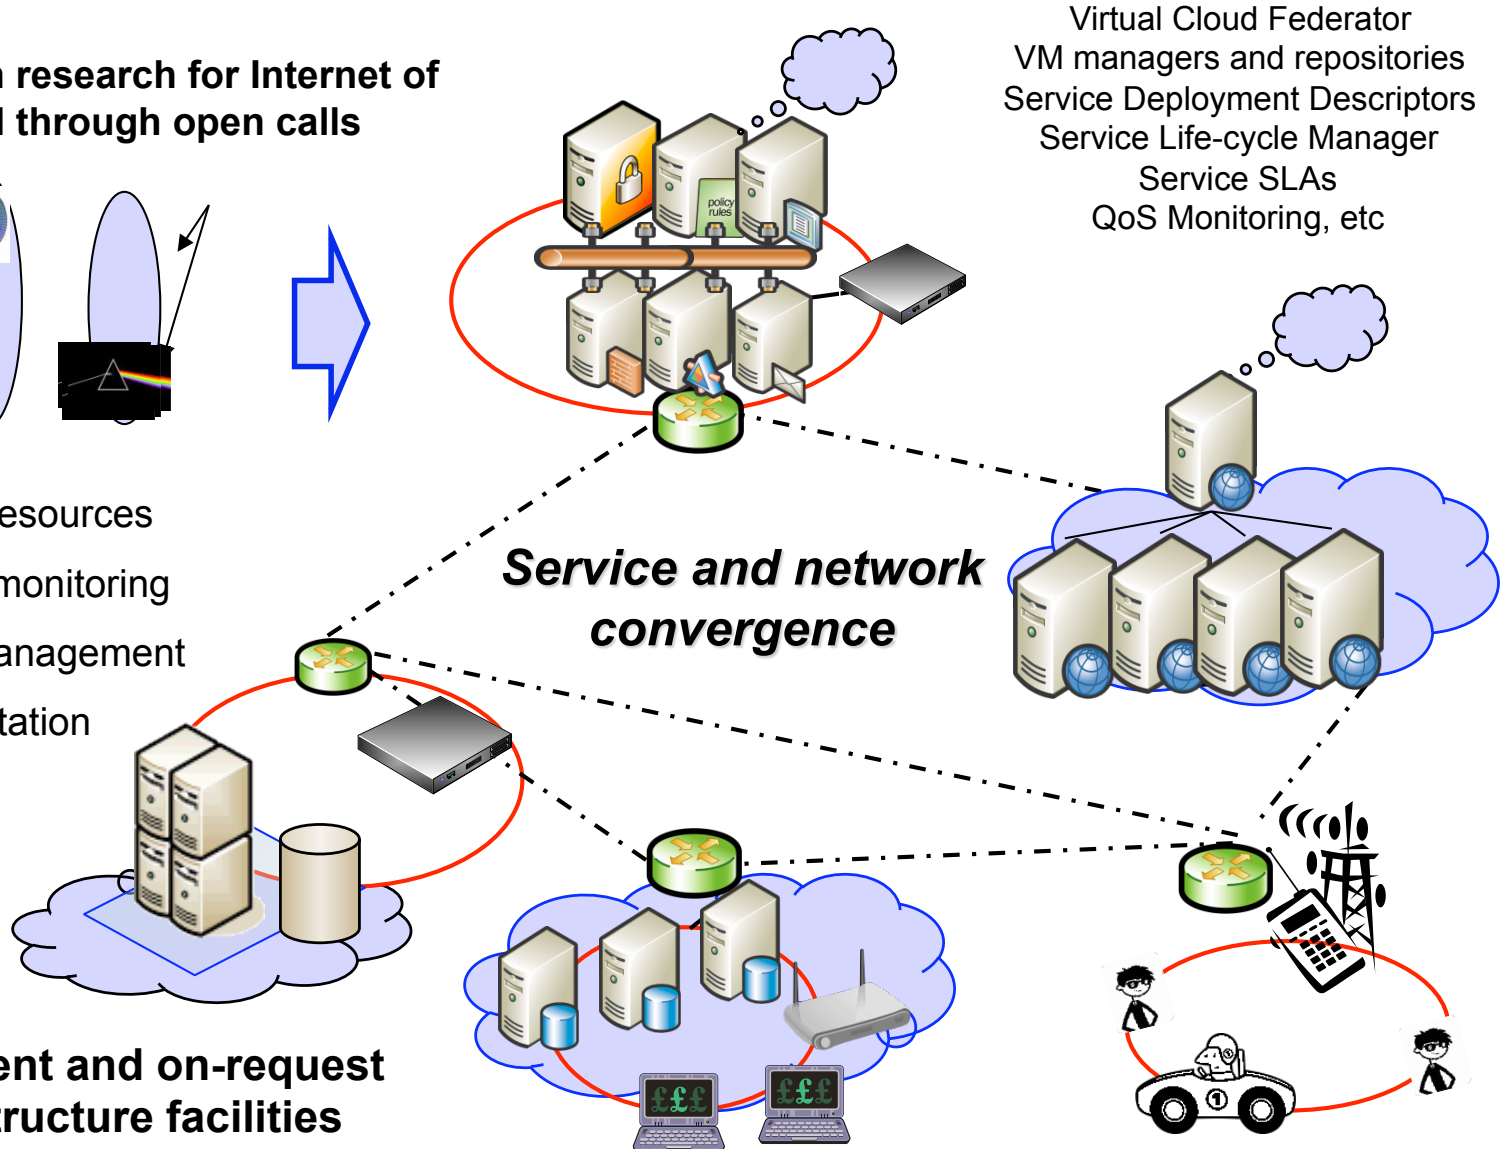 Virtual Cloud Federator
VM managers and repositories
Service Deployment Descriptors
Service Life-cycle Manager
Service SLAs
QoS Monitoring, etc
research for Internet of
through open calls
policy
rules
esources
monitoring
anagement
tation
Service and network
convergence
ent and on-request
tructure facilities
£££
£££
1